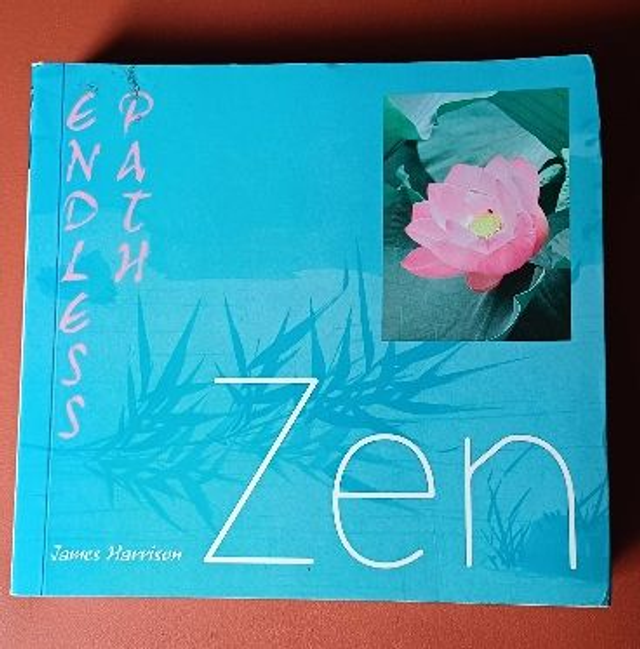 ENDLESS
PATH
Zen
James Harrison